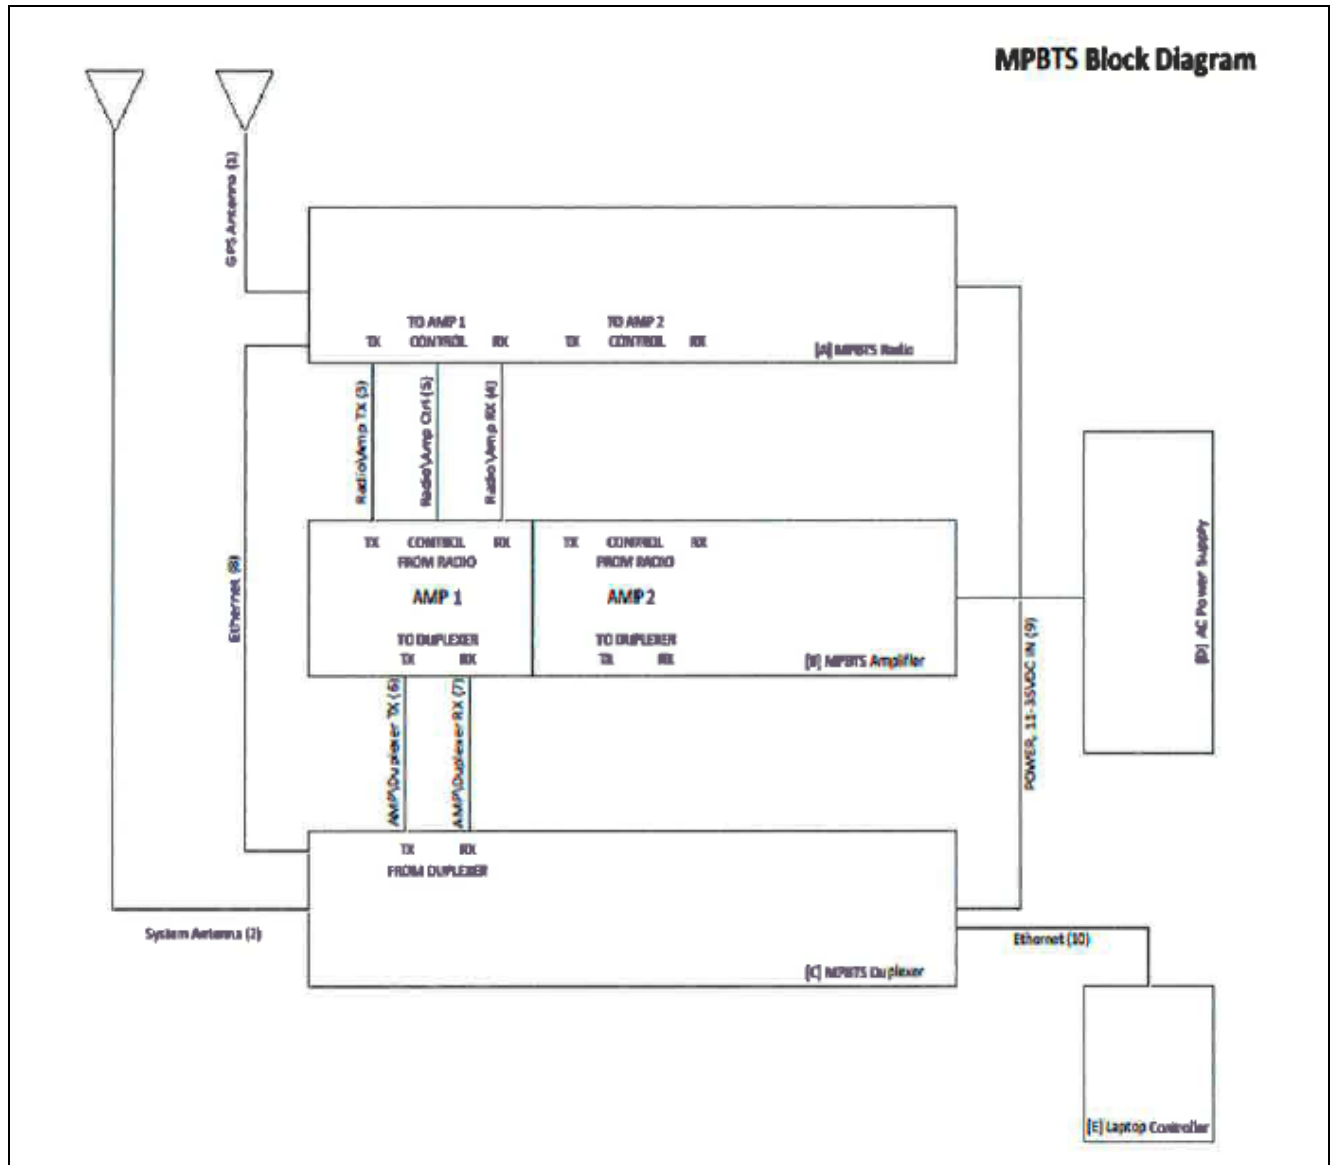 MPBTS Block Diagram
GPS Antenna (1)
TO AMP 1
TO AMP 2
TX CONTROL RX
TX CONTROL RX
[A] MPBTS Radio
Radio\Amp TX (3)
Radio\Amp Ctrl (5)
Radio\Amp RX (4)
TX CONTROL RX
FROM RADIO
AMP 1
TO DUPLEXER
TX RX
TX CONTROL RX
FROM RADIO
AMP 2
TO DUPLEXER
TX RX
[B] MPBTS Amplifier
[D] AC Power Supply
Ethernet (8)
POWER, 11-35VDC IN (9)
AMP\Duplexer TX (6)
AMP\Duplexer RX (7)
TX RX
FROM DUPLEXER
System Antenna (2)
[C] MPBTS Duplexer
Ethernet (10)
[E] Laptop Controller